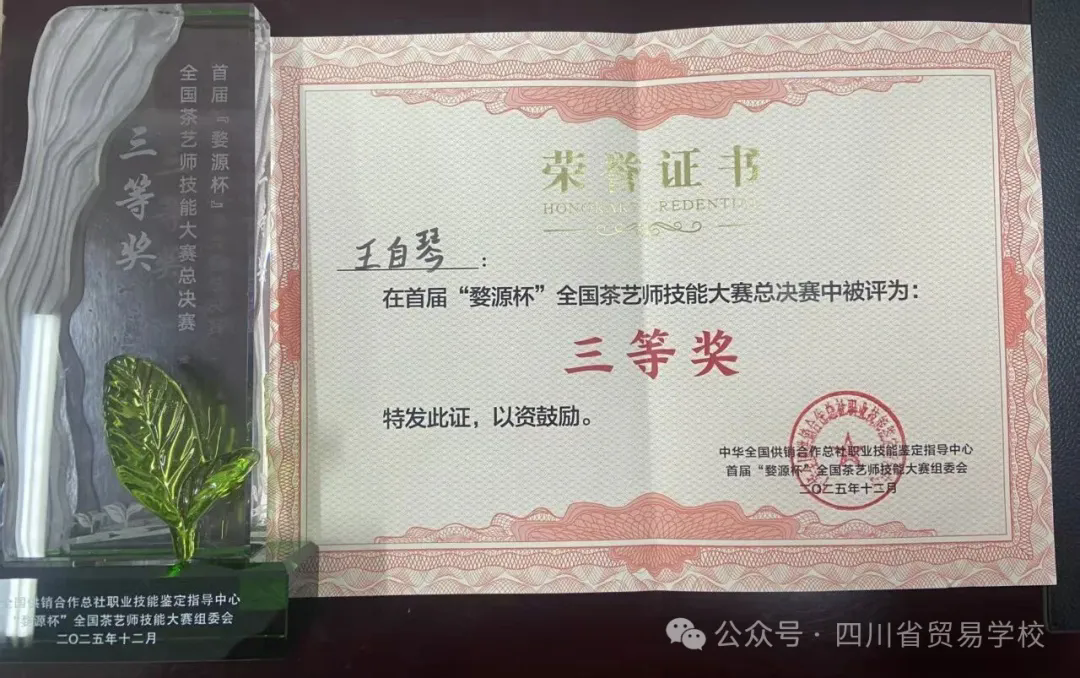 首届『婺源杯』
全国茶艺师技能大赛总决赛
三等奖
全国供销合作总社职业技能鉴定指导中心
“婺源杯”全国茶艺师技能大赛组委会
二〇二五年十二月
荣誉证书
HONORARY CREDENTIAL
王自琴：
在首届“婺源杯”全国茶艺师技能大赛总决赛中被评为：
三等奖
特发此证，以资鼓励。
中华全国供销合作总社职业技能鉴定指导中心
首届“婺源杯”全国茶艺师技能大赛组委会
二〇二五年十二月
公众号·四川省贸易学校